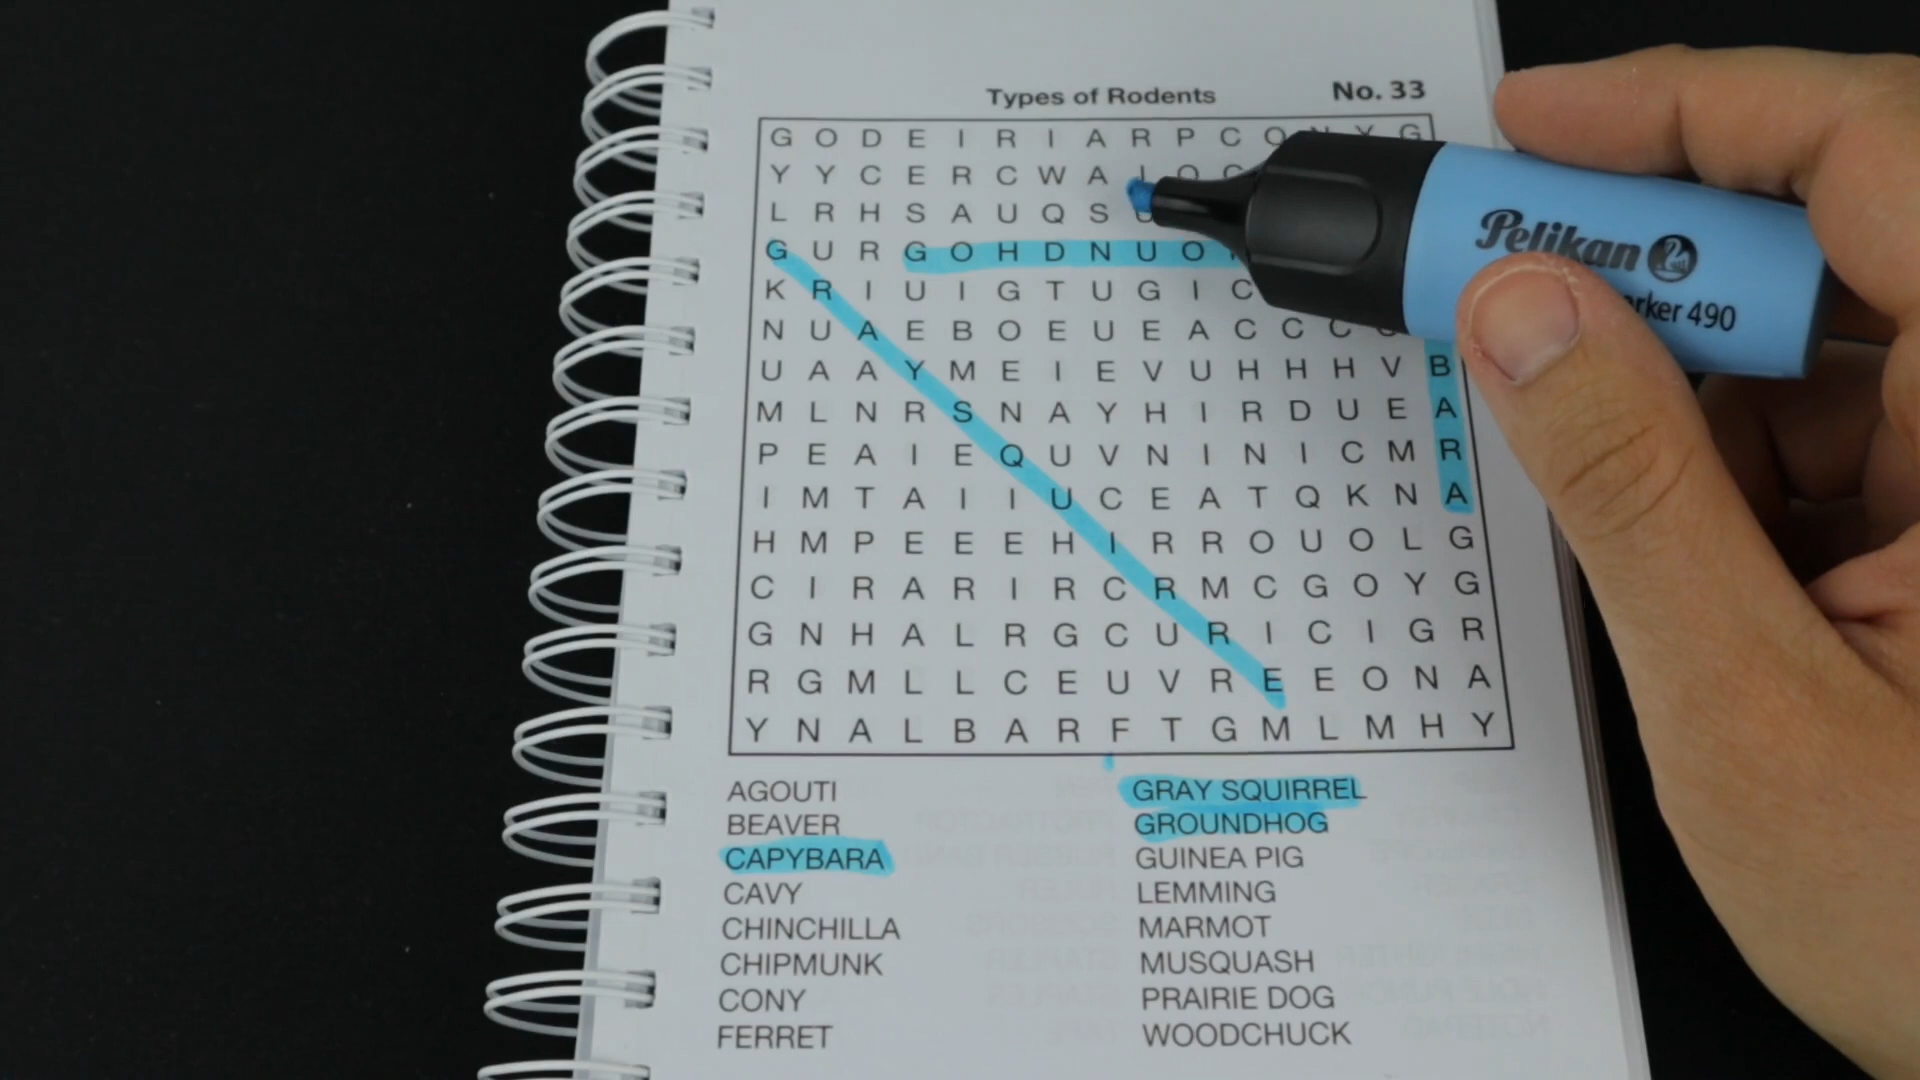 Types of Rodents No. 33
G O D E I R I A R P C O N Y G
Y Y C E R C W A
L R H S A U Q S U
G U R G O H D N U O
K R I U I G T U G I C
N U A E B O E U E A C C C
U A A Y M E I E V U H H H V B
M L N R S N A Y H I R D U E A
P E A I E Q U V N I N I C M R
I M T A I I U C E A T Q K N A
H M P E E E H I R R O U O L G
C I R A R I R C R M C G O Y G
G N H A L R G C U R I C I G R
R G M L L C E U V R E E O N A
Y N A L B A R F T G M L M H Y
AGOUTI
BEAVER
CAPYBARA
CAVY
CHINCHILLA
CHIPMUNK
CONY
FERRET
GRAY SQUIRREL
GROUNDHOG
GUINEA PIG
LEMMING
MARMOT
MUSQUASH
PRAIRIE DOG
WOODCHUCK
Pelikan
rker 490